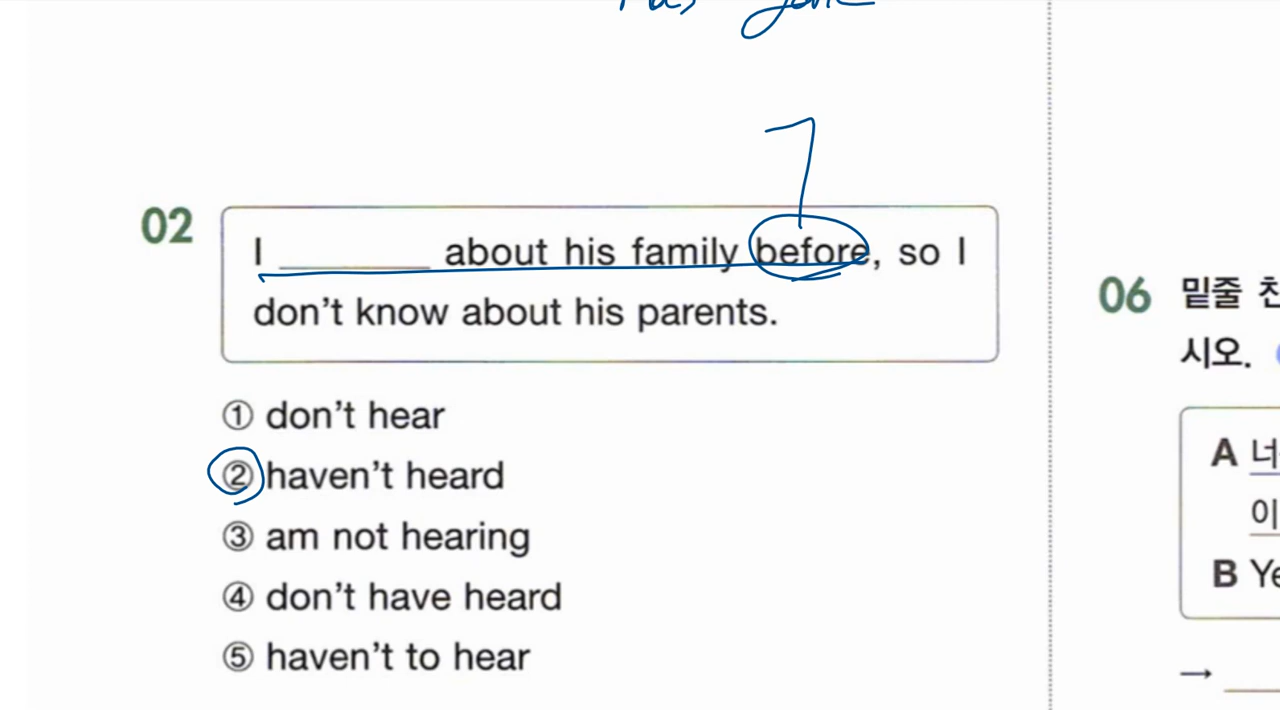 02
I ________ about his family before, so I
don't know about his parents.
① don't hear
② haven't heard
③ am not hearing
④ don't have heard
⑤ haven't to hear
06 밑줄 친
시오.
A 너
이
B Ye
→ ____